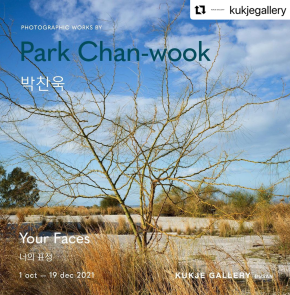 kukjegallery
PHOTOGRAPHIC WORKS BY
Park Chan-wook
박찬욱
Your Faces
너의 표정
1 oct — 19 dec 2021
KUKJE GALLERY BUSAN